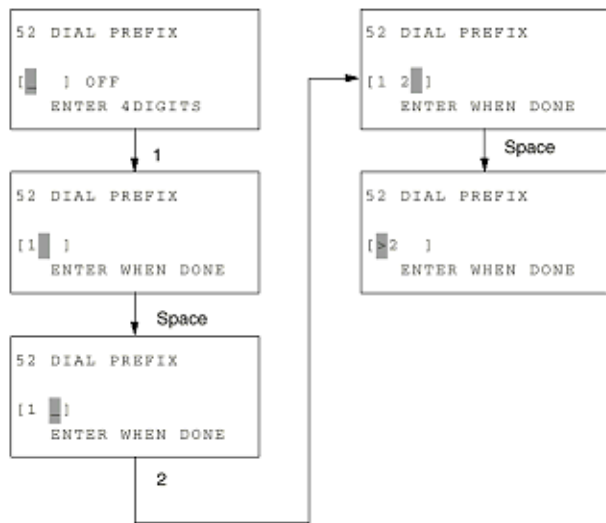 52 DIAL PREFIX
[_ ] OFF
ENTER 4DIGITS
1
52 DIAL PREFIX
[1 ]
ENTER WHEN DONE
Space
52 DIAL PREFIX
[1 _]
ENTER WHEN DONE
2
52 DIAL PREFIX
[1 2 ]
ENTER WHEN DONE
Space
52 DIAL PREFIX
[>2 ]
ENTER WHEN DONE